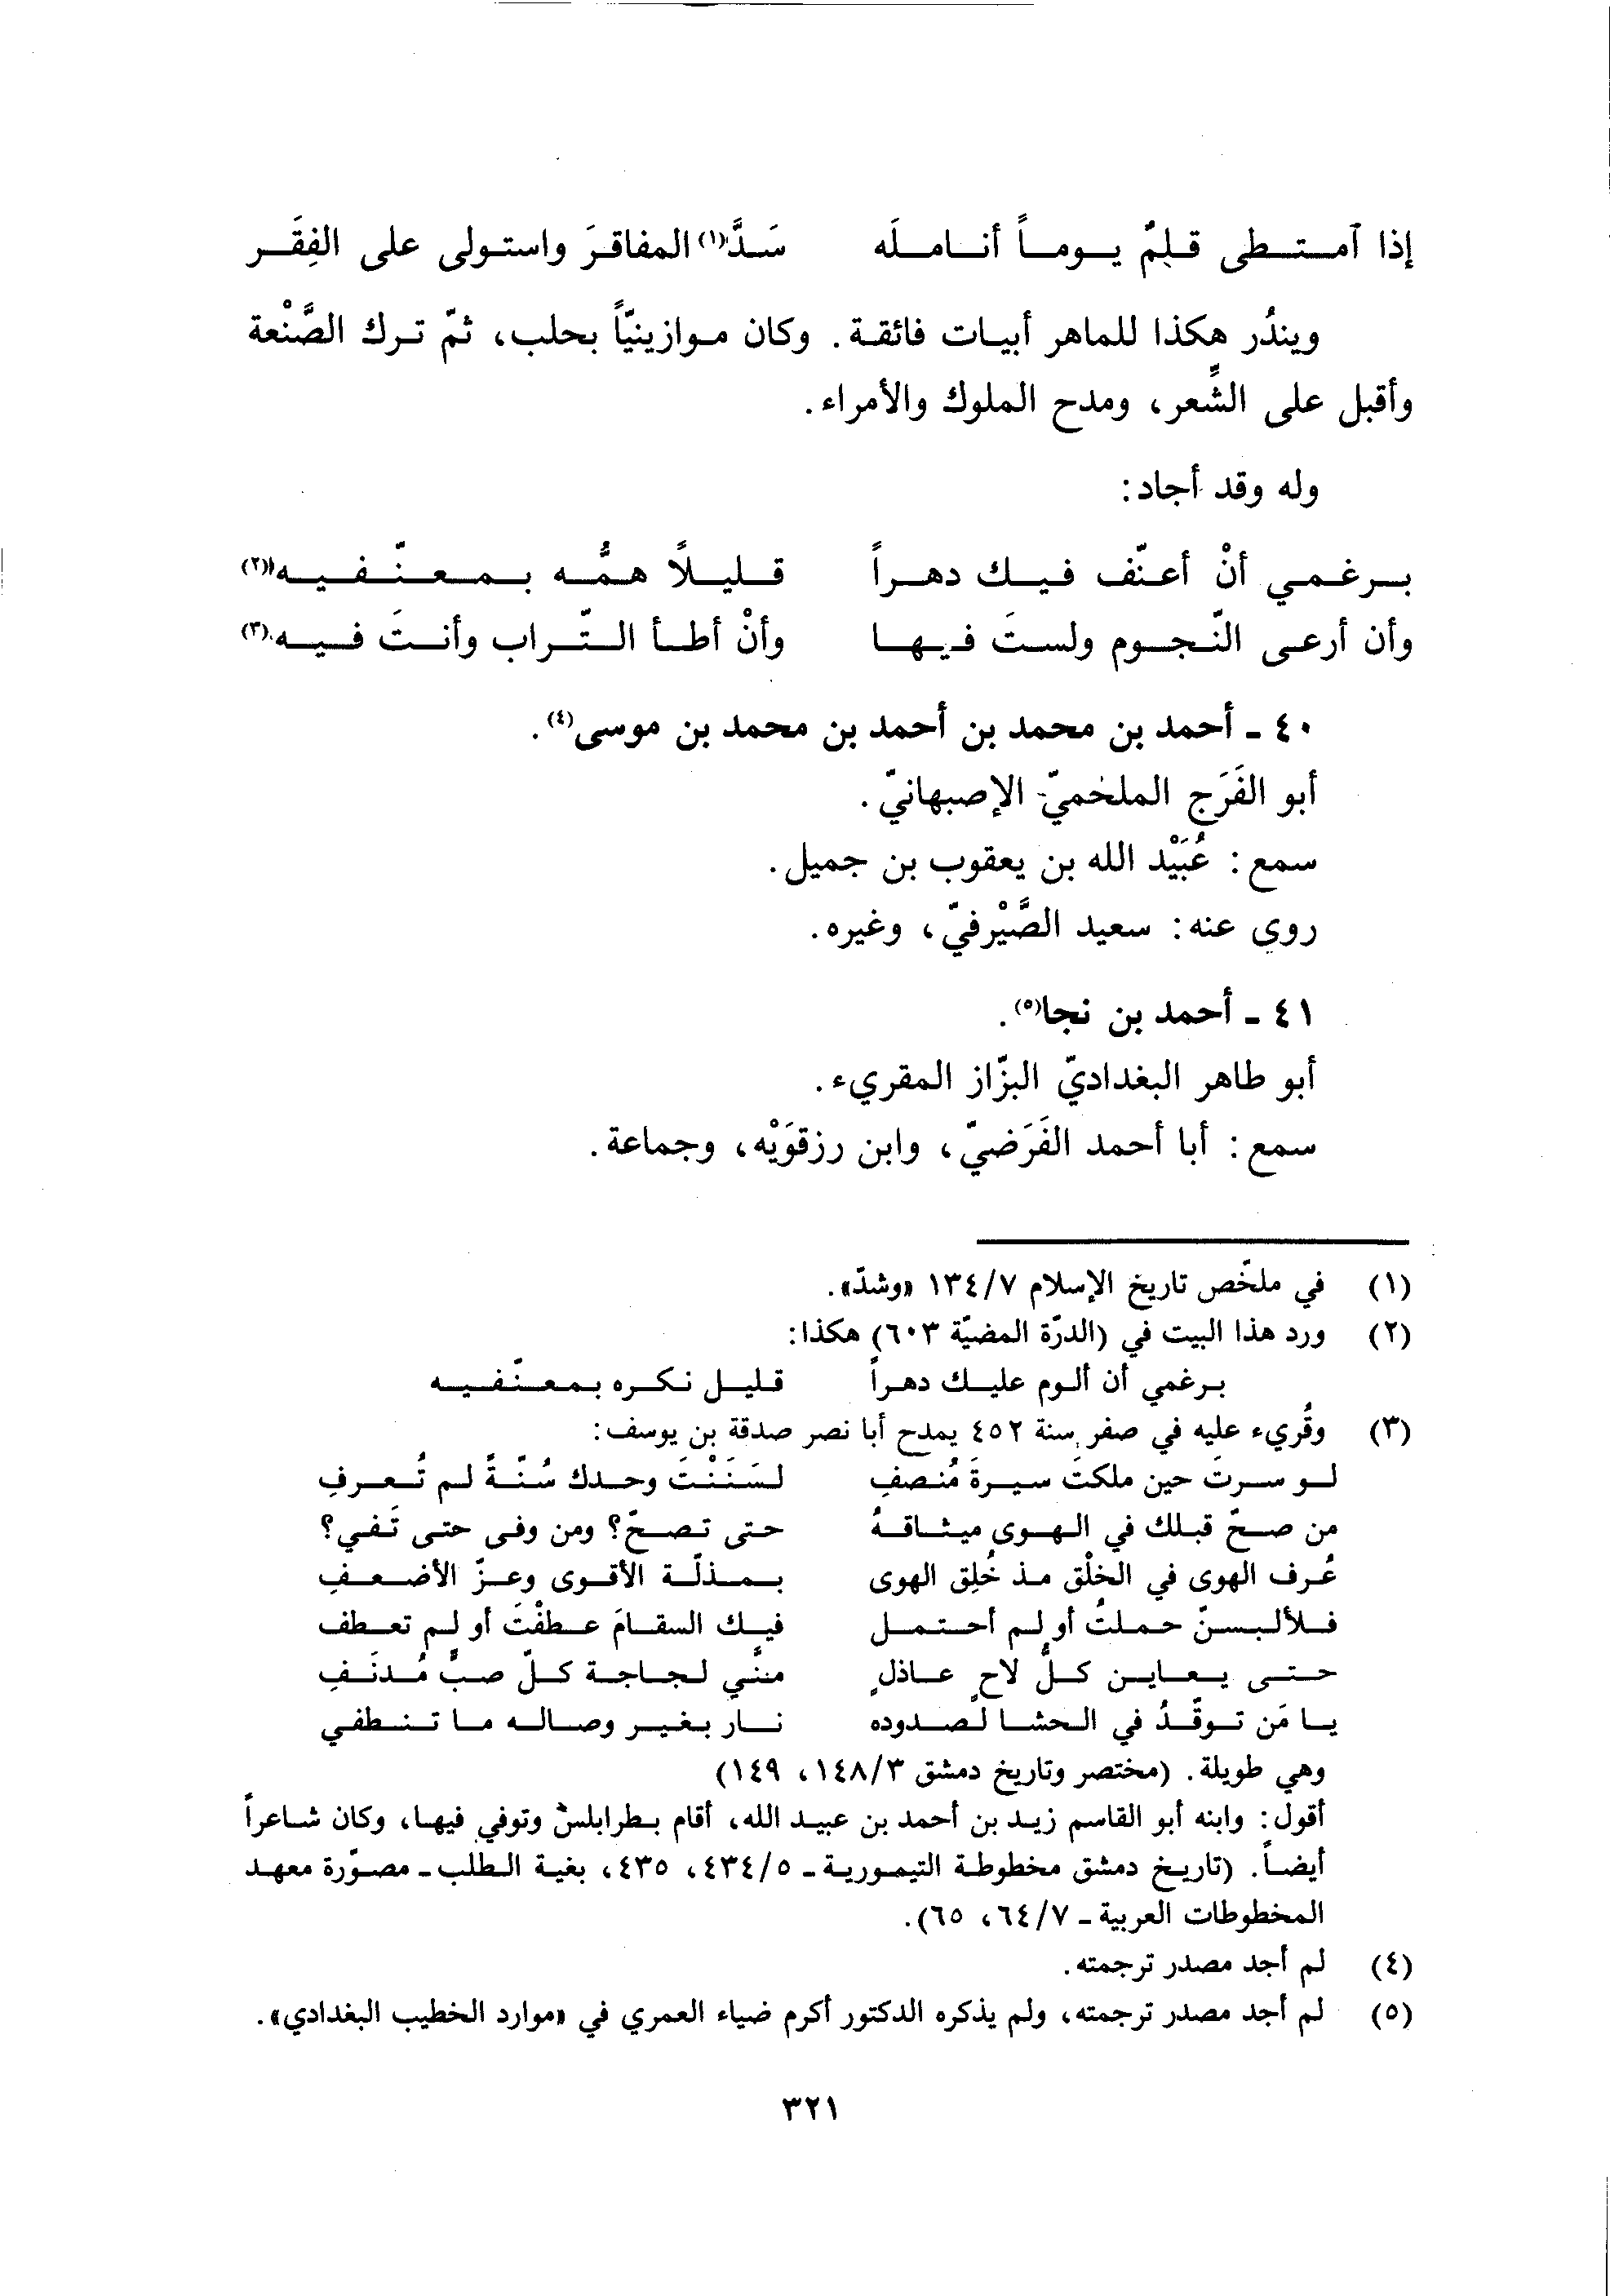 إذا آمتطى قلمٌ يوماً أناملَه سَدَّ(١) المفاقرَ واستولى على الفِقَر
ويندُر هكذا للماهر أبيات فائقة. وكان موازينيّاً بحلب، ثمّ ترك الصَّنْعة
وأقبل على الشِّعر، ومدح الملوك والأمراء.
وله وقد أجاد:
برغمي أنْ أعنّف فيك دهراً قليلاً همُّه بمعنّفيها(٢)
وأن أرعى النّجوم ولستَ فيها وأنْ أطأ التّراب وأنتَ فيه.(٣)
٤٠ ـ أحمد بن محمد بن أحمد بن محمد بن موسى(٤).
أبو الفَرَج الملخميّ الإصبهانيّ.
سمع: عُبَيْد الله بن يعقوب بن جميل.
روى عنه: سعيد الصَّيْرفيّ، وغيره.
٤١ ـ أحمد بن نجا(٥).
أبو طاهر البغداديّ البزّاز المقريء.
سمع: أبا أحمد الفَرَضيّ، وابن رزقوَيْه، وجماعة.
(١) في ملخّص تاريخ الإسلام ١٣٤/٧ «وشدّ».
(٢) ورد هذا البيت في (الدرّة المضيّة ٦٠٣) هكذا:
برغمي أن ألوم عليك دهراً قليل نكره بمعنّفيه
(٣) وقُريء عليه في صفر سنة ٤٥٢ يمدح أبا نصر صدقة بن يوسف:
لو سرتَ حين ملكتَ سيرةَ مُنصفِ لسَنَنْتَ وحدك سُنّةً لم تُعرفِ
من صحّ قبلك في الهوى ميثاقهُ حتى تصحّ؟ ومن وفى حتى تَفي؟
عُرف الهوى في الخلْق مذ خُلِق الهوى بمذلّة الأقوى وعزّ الأضعفِ
فلألبسنّ حملتُ أو لم أحتمل فيك السقامَ عطفْتَ أو لم تعطف
حتى يعاين كلُّ لاحٍ عاذلٍ منّي لجاجة كلّ صبٍّ مُدنَفِ
يا مَن توقّدُ في الحشا لصدوده نار بغير وصاله ما تنطفي
وهي طويلة. (مختصر وتاريخ دمشق ١٤٨/٣، ١٤٩)
أقول: وابنه أبو القاسم زيد بن أحمد بن عبيد الله، أقام بطرابلس وتوفي فيها، وكان شاعراً
أيضاً. (تاريخ دمشق مخطوطة التيمورية ـ ٤٣٤/٥، ٤٣٥، بغية الطلب ـ مصوّرة معهد
المخطوطات العربية ـ ٦٤/٧، ٦٥).
(٤) لم أجد مصدر ترجمته.
(٥) لم أجد مصدر ترجمته، ولم يذكره الدكتور أكرم ضياء العمري في «موارد الخطيب البغدادي».
٣٢١